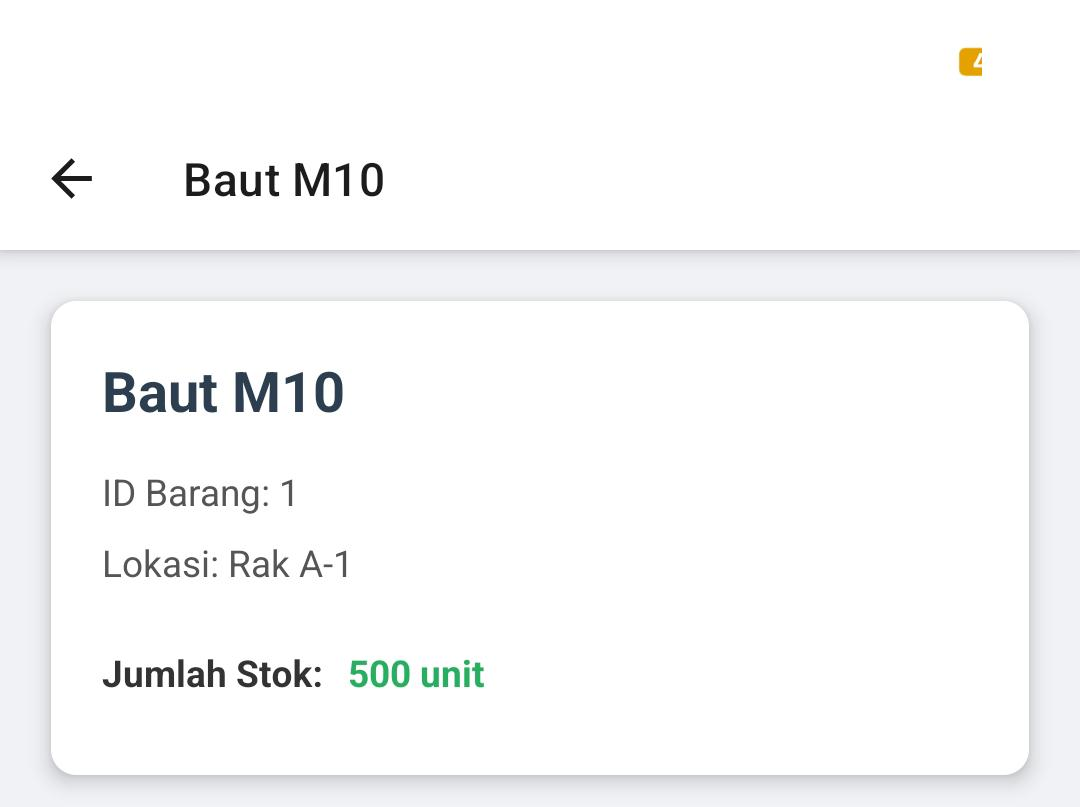 Baut M10
Baut M10
ID Barang: 1
Lokasi: Rak A-1
Jumlah Stok: 500 unit